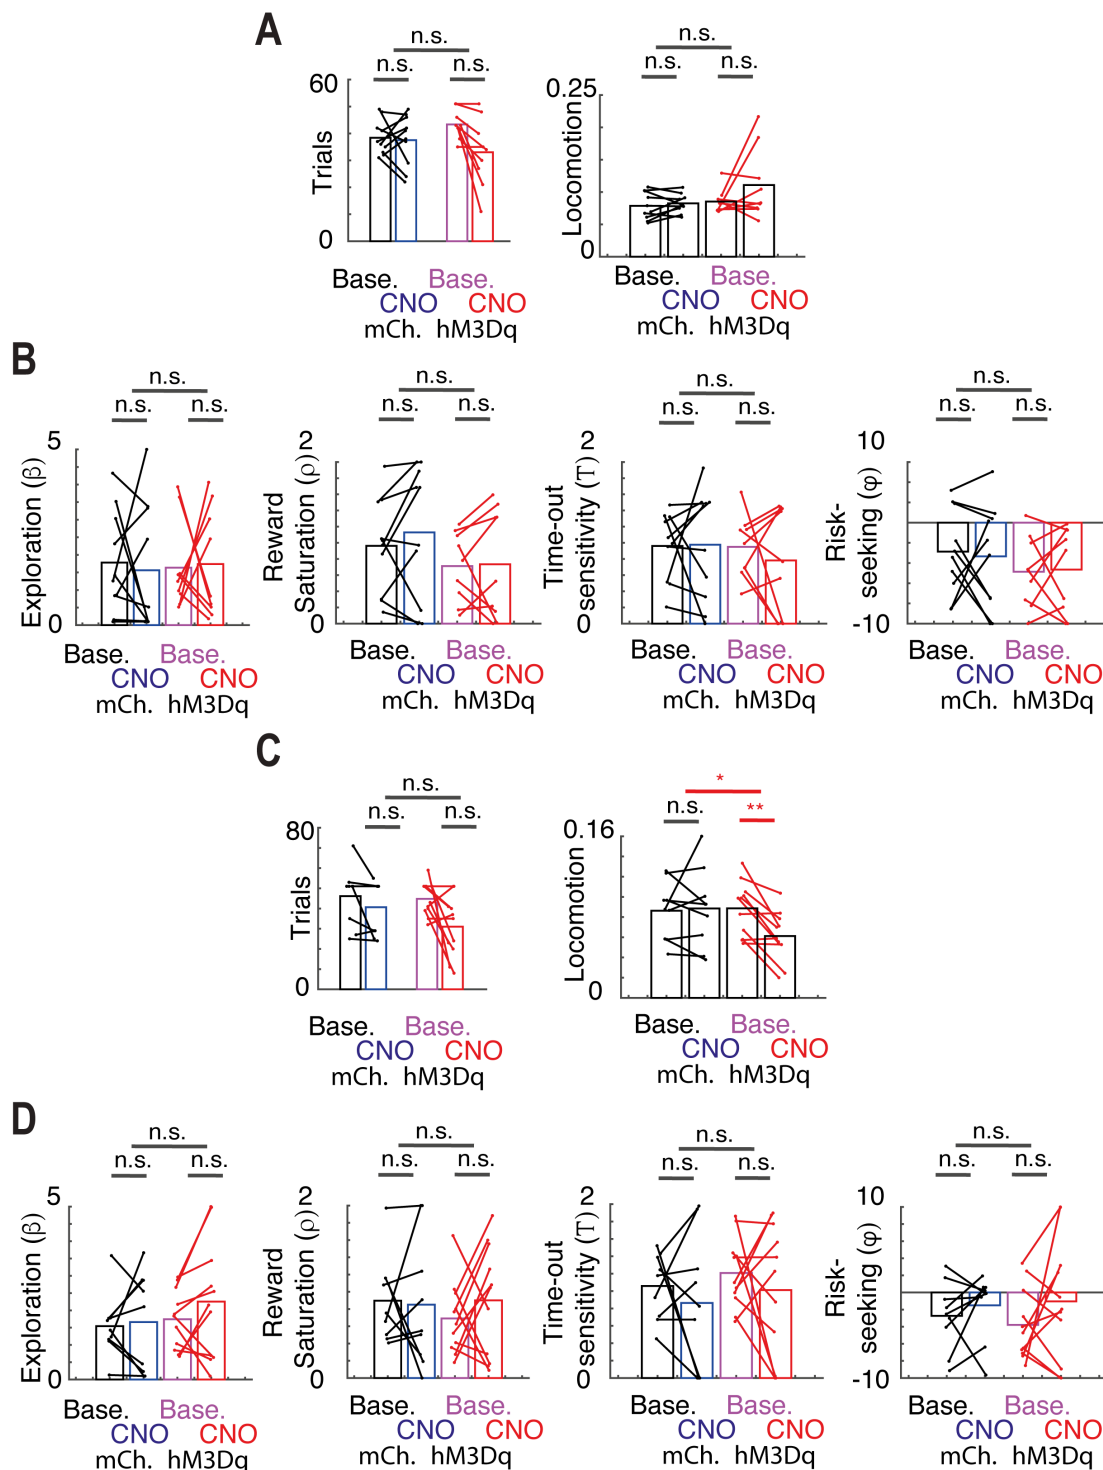 A
n.s.
n.s. n.s.
60
Trials
0
Base. Base.
CNO CNO
mCh. hM3Dq
n.s.
n.s. n.s.
0.25
Locomotion
0
Base. Base.
CNO CNO
mCh. hM3Dq
B
n.s.
n.s. n.s.
5
Exploration (β)
0
Base. Base.
CNO CNO
mCh. hM3Dq
n.s.
n.s. n.s.
2
Reward
Saturation (ρ)
0
Base. Base.
CNO CNO
mCh. hM3Dq
n.s.
n.s. n.s.
2
Time-out
sensitivity (T)
0
Base. Base.
CNO CNO
mCh. hM3Dq
n.s.
n.s. n.s.
10
Risk-
seeking (φ)
-10
Base. Base.
CNO CNO
mCh. hM3Dq
C
n.s.
n.s. n.s.
80
Trials
0
Base. Base.
CNO CNO
mCh. hM3Dq
*
n.s. **
0.16
Locomotion
0
Base. Base.
CNO CNO
mCh. hM3Dq
D
n.s.
n.s. n.s.
5
Exploration (β)
0
Base. Base.
CNO CNO
mCh. hM3Dq
n.s.
n.s. n.s.
2
Reward
Saturation (ρ)
0
Base. Base.
CNO CNO
mCh. hM3Dq
n.s.
n.s. n.s.
2
Time-out
sensitivity (T)
0
Base. Base.
CNO CNO
mCh. hM3Dq
n.s.
n.s. n.s.
10
Risk-
seeking (φ)
-10
Base. Base.
CNO CNO
mCh. hM3Dq